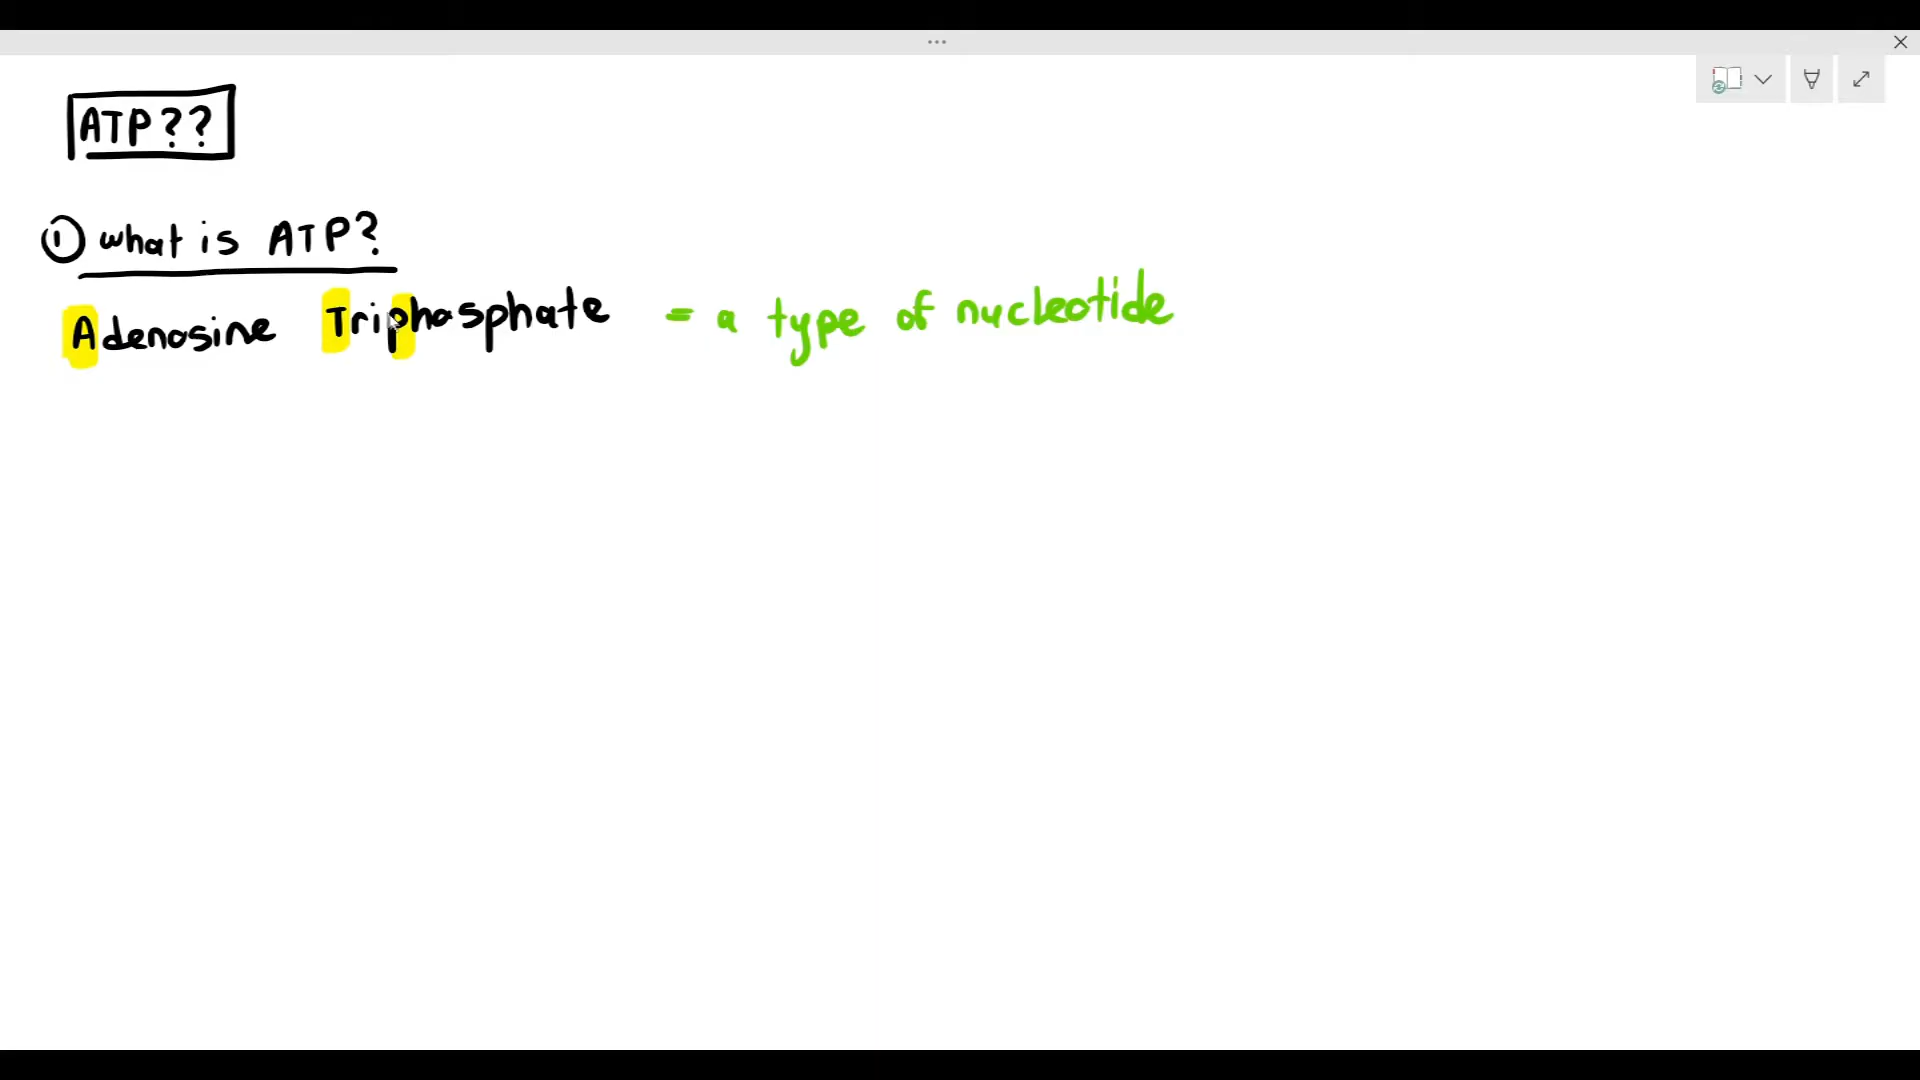 ATP??
① what is ATP?
Adenosine Triphosphate = a type of nucleotide